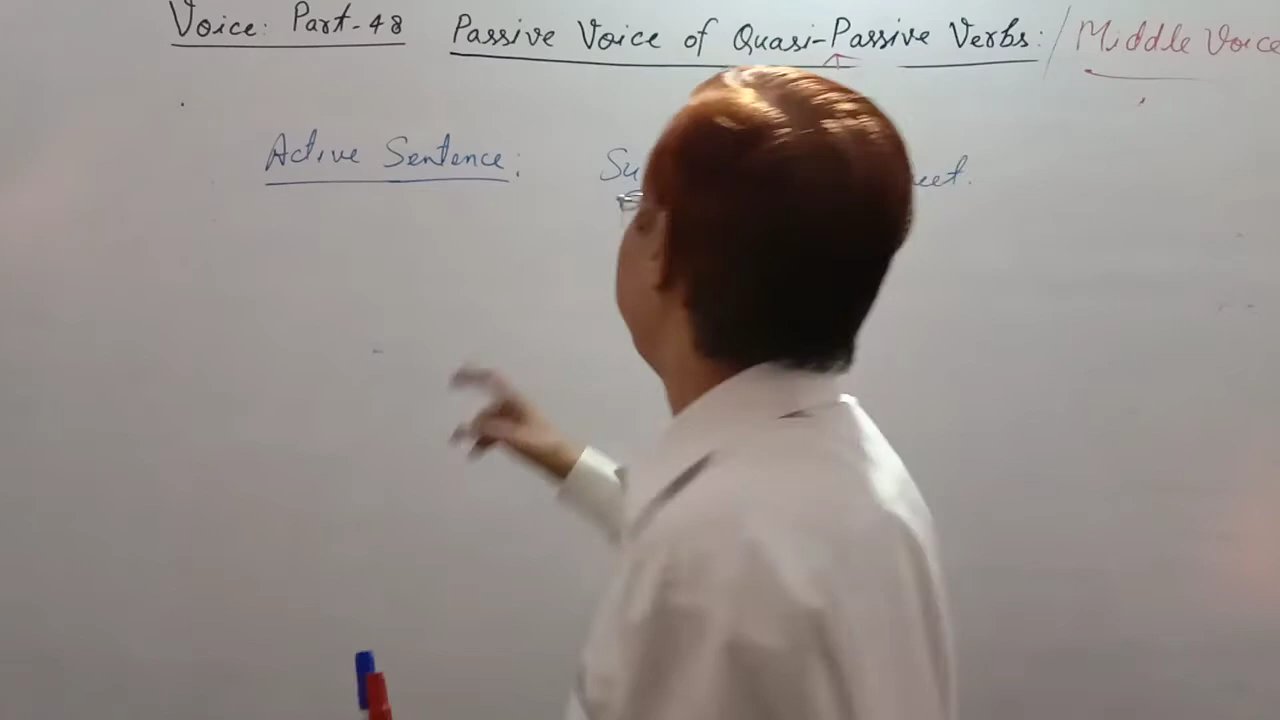 Voice: Part-48 Passive Voice of Quasi-Passive Verbs: / Middle Voice
Active Sentence: